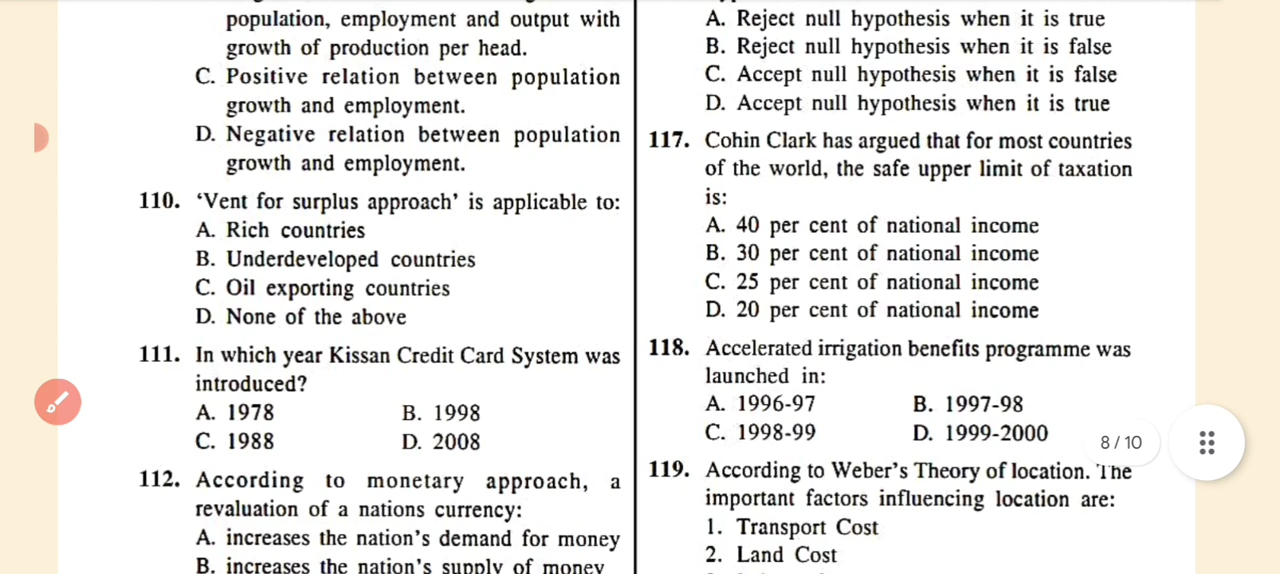 population, employment and output with
growth of production per head.
C. Positive relation between population
growth and employment.
D. Negative relation between population
growth and employment.
110. ‘Vent for surplus approach’ is applicable to:
A. Rich countries
B. Underdeveloped countries
C. Oil exporting countries
D. None of the above
111. In which year Kissan Credit Card System was
introduced?
A. 1978 B. 1998
C. 1988 D. 2008
112. According to monetary approach, a
revaluation of a nations currency:
A. increases the nation's demand for money
B. increases the nation's supply of money
A. Reject null hypothesis when it is true
B. Reject null hypothesis when it is false
C. Accept null hypothesis when it is false
D. Accept null hypothesis when it is true
117. Cohin Clark has argued that for most countries
of the world, the safe upper limit of taxation
is:
A. 40 per cent of national income
B. 30 per cent of national income
C. 25 per cent of national income
D. 20 per cent of national income
118. Accelerated irrigation benefits programme was
launched in:
A. 1996-97 B. 1997-98
C. 1998-99 D. 1999-2000
119. According to Weber's Theory of location. The
important factors influencing location are:
1. Transport Cost
2. Land Cost
8 / 10